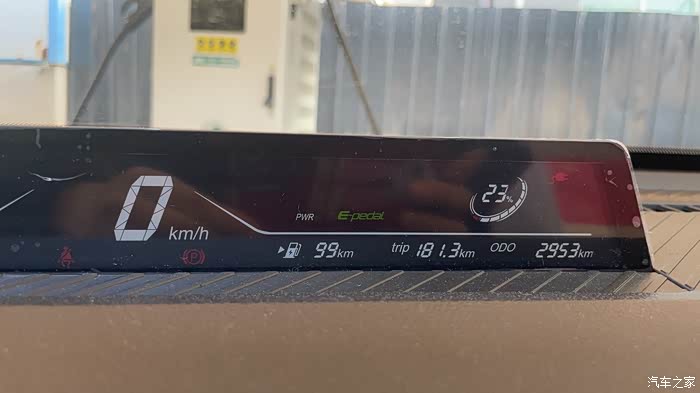 23%
0 km/h
PWR E-pedal
99km trip 181.3km ODO 2953km
P
汽车之家